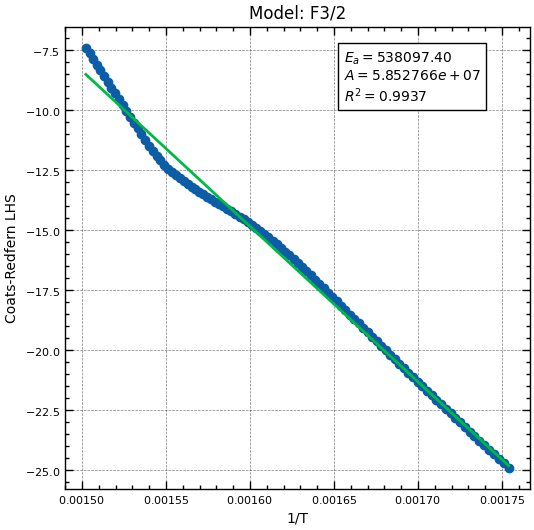 Model: F3/2
E_a = 538097.40
A = 5.852766e + 07
R^2 = 0.9937
Coats-Redfern LHS
−7.5
−10.0
−12.5
−15.0
−17.5
−20.0
−22.5
−25.0
0.00150 0.00155 0.00160 0.00165 0.00170 0.00175
1/T